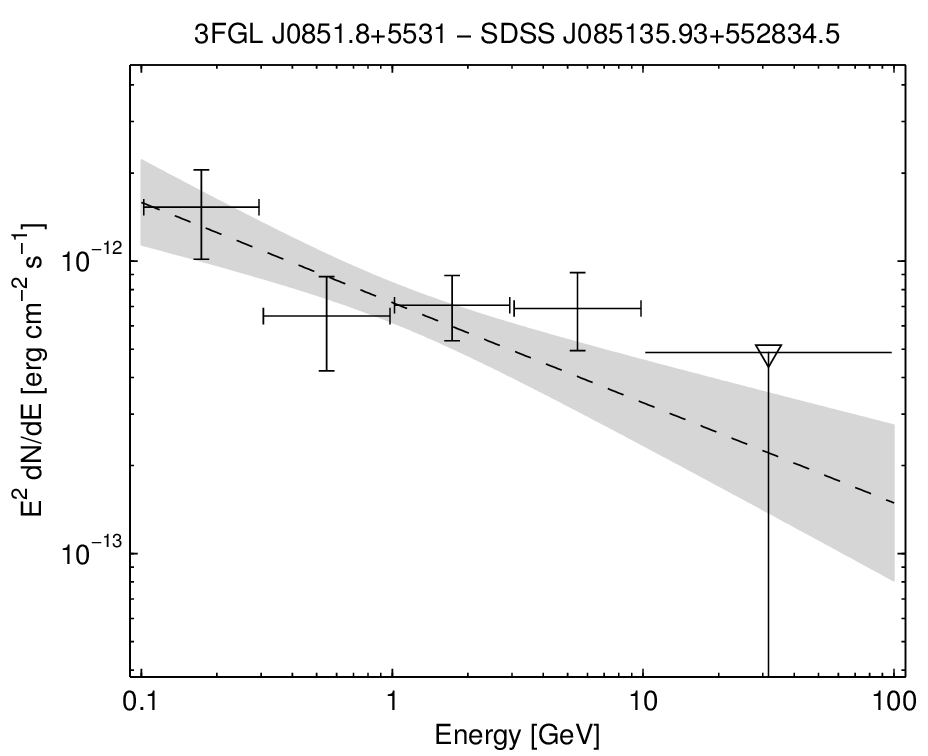 3FGL J0851.8+5531 − SDSS J085135.93+552834.5
E² dN/dE [erg cm⁻² s⁻¹]
10⁻¹²
10⁻¹³
0.1 1 10 100
Energy [GeV]